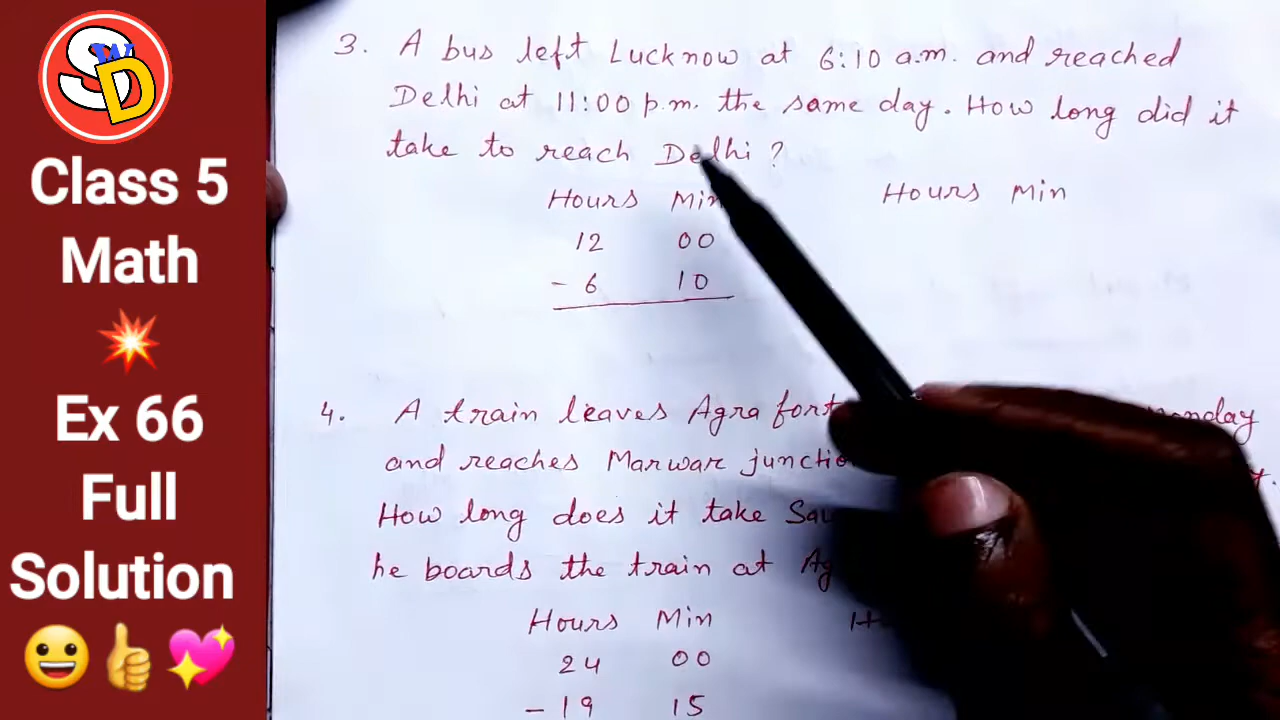 SWD
Class 5
Math
Ex 66
Full
Solution
3. A bus left Lucknow at 6:10 a.m. and reached
Delhi at 11:00 p.m. the same day. How long did it
take to reach Delhi ?
Hours Min Hours Min
12 00
- 6 10
4. A train leaves Agra fort
and reaches Marwar
How long does it take
he boards the train at
Hours Min
24 00
- 19 15